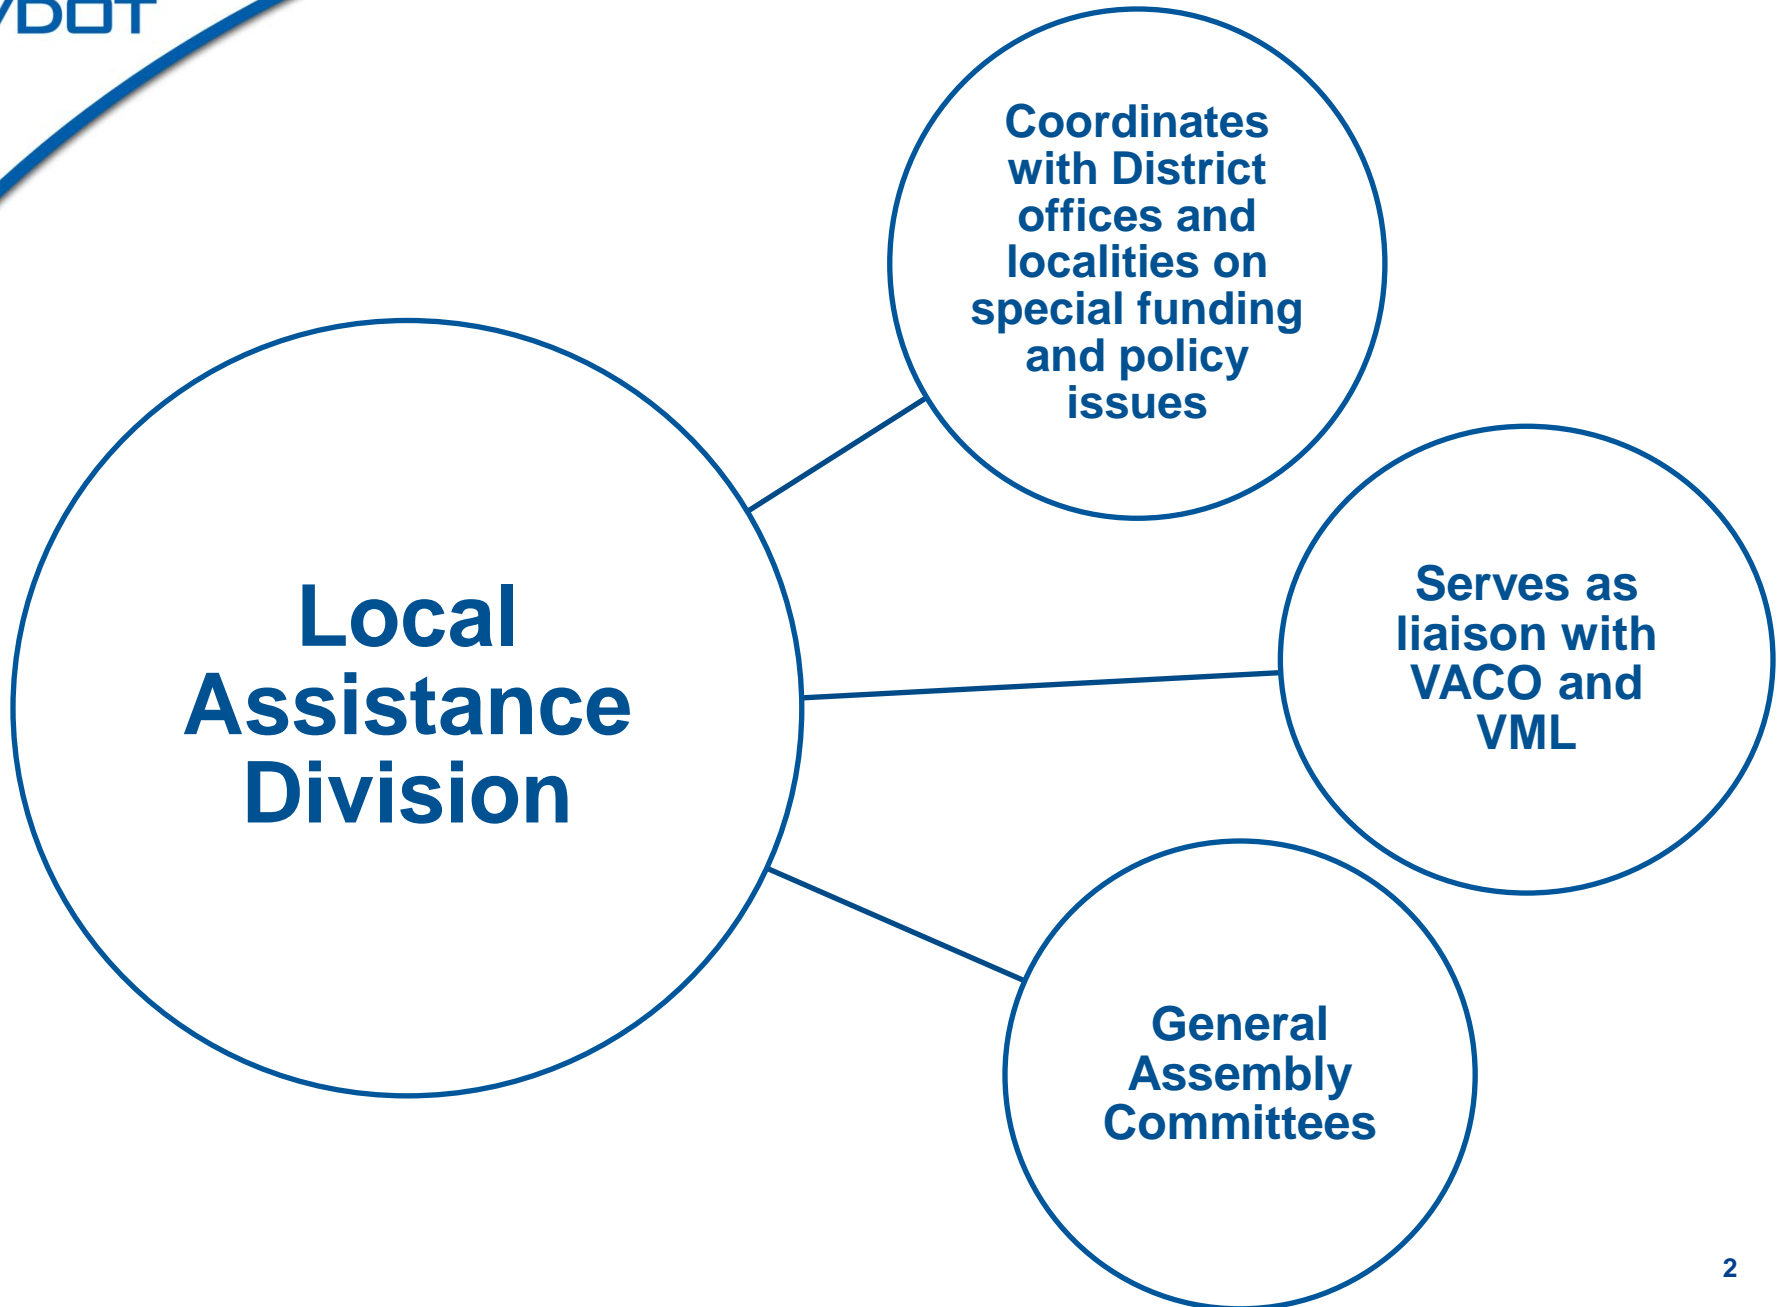 VDOT
Coordinates
with District
offices and
localities on
special funding
and policy
issues
Local
Assistance
Division
Serves as
liaison with
VACO and
VML
General
Assembly
Committees
2